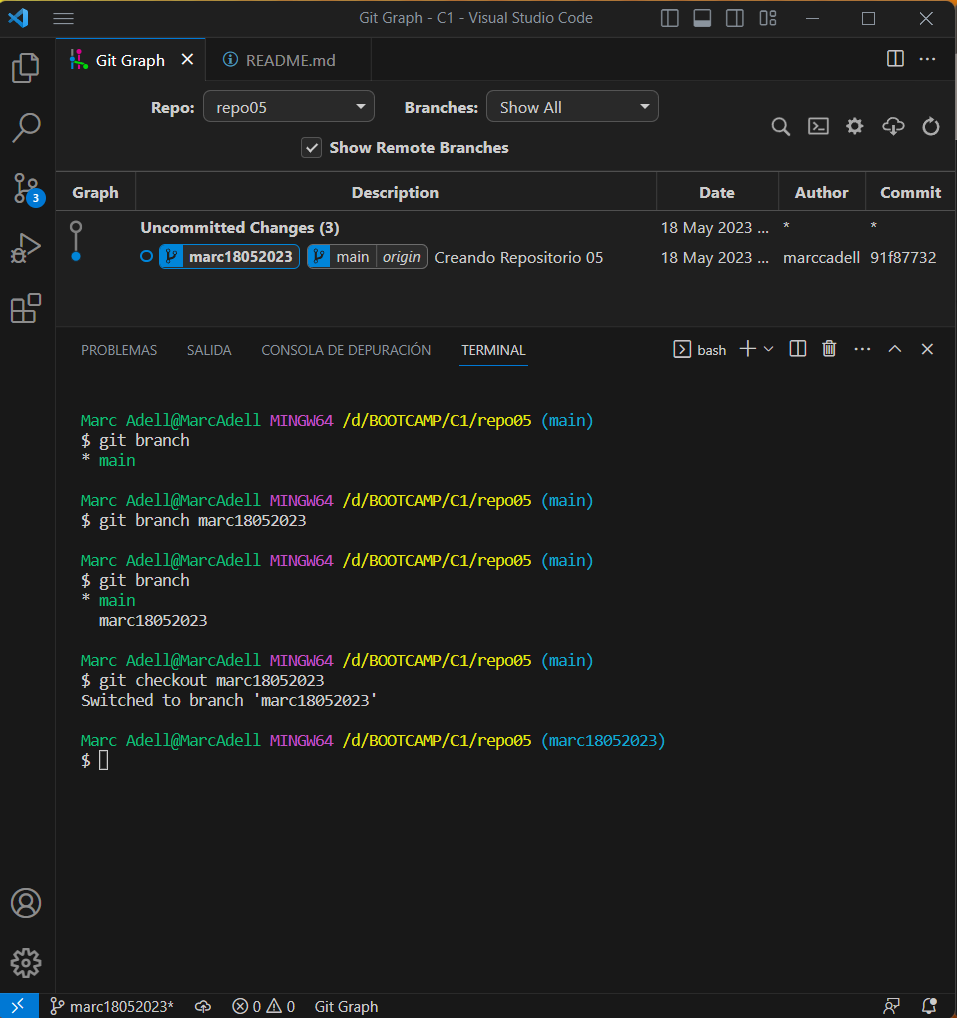 Git Graph - C1 - Visual Studio Code
Git Graph README.md
Repo: repo05 Branches: Show All
Show Remote Branches
Graph Description Date Author Commit
Uncommitted Changes (3) 18 May 2023 ... * *
marc18052023 main origin Creando Repositorio 05 18 May 2023 ... marccadell 91f87732
3
PROBLEMAS SALIDA CONSOLA DE DEPURACIÓN TERMINAL bash
Marc Adell@MarcAdell MINGW64 /d/BOOTCAMP/C1/repo05 (main)
$ git branch
* main
Marc Adell@MarcAdell MINGW64 /d/BOOTCAMP/C1/repo05 (main)
$ git branch marc18052023
Marc Adell@MarcAdell MINGW64 /d/BOOTCAMP/C1/repo05 (main)
$ git branch
* main
marc18052023
Marc Adell@MarcAdell MINGW64 /d/BOOTCAMP/C1/repo05 (main)
$ git checkout marc18052023
Switched to branch 'marc18052023'
Marc Adell@MarcAdell MINGW64 /d/BOOTCAMP/C1/repo05 (marc18052023)
$
marc18052023* 0 0 Git Graph